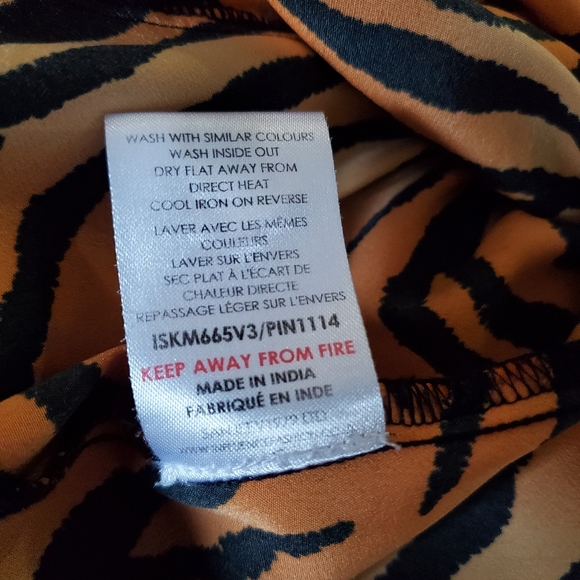 WASH WITH SIMILAR COLOURS
WASH INSIDE OUT
DRY FLAT AWAY FROM
DIRECT HEAT
COOL IRON ON REVERSE
LAVER AVEC LES MÊMES
COULEURS
LAVER SUR L'ENVERS
SEC PLAT À L'ÉCART DE
CHALEUR DIRECTE
REPASSAGE LÉGER SUR L'ENVERS
ISKM665V3/PIN1114
KEEP AWAY FROM FIRE
MADE IN INDIA
FABRIQUÉ EN INDE